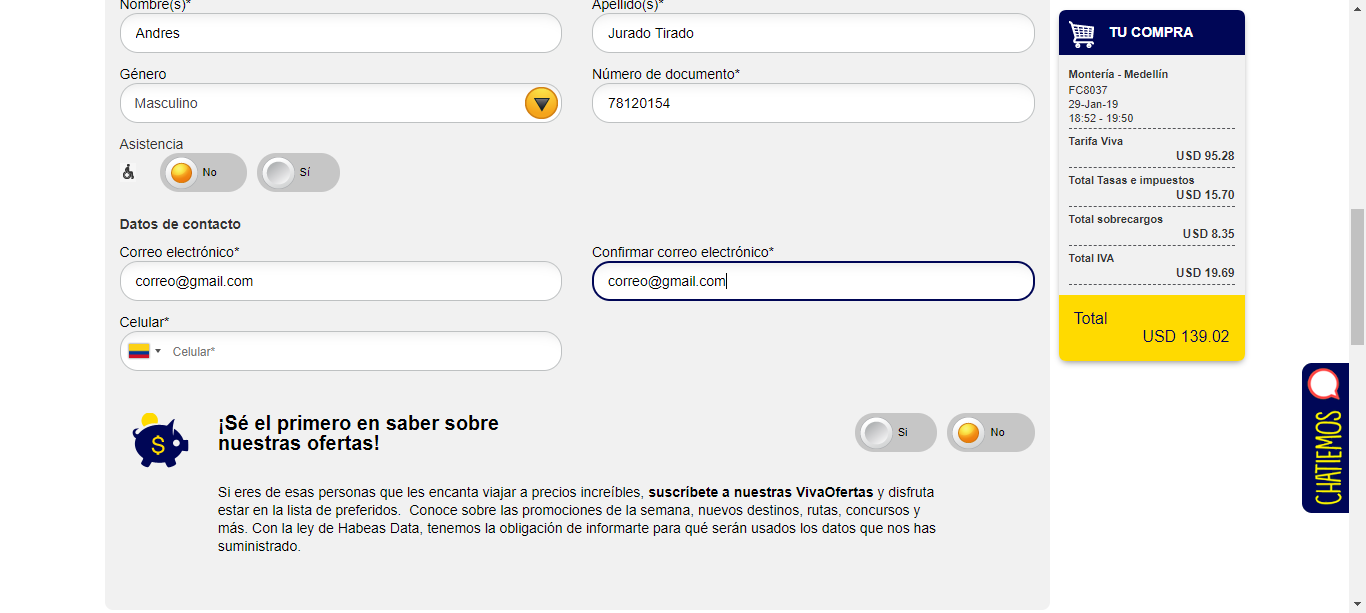 Nombre(s)*
Apellido(s)*
Andres
Jurado Tirado
Género
Número de documento*
Masculino
78120154
Asistencia
No
Sí
Datos de contacto
Correo electrónico*
Confirmar correo electrónico*
correo@gmail.com
correo@gmail.com
Celular*
Celular*
$
¡Sé el primero en saber sobre
nuestras ofertas!
Si
No
Si eres de esas personas que les encanta viajar a precios increíbles, suscríbete a nuestras VivaOfertas y disfruta
estar en la lista de preferidos.  Conoce sobre las promociones de la semana, nuevos destinos, rutas, concursos y
más. Con la ley de Habeas Data, tenemos la obligación de informarte para qué serán usados los datos que nos has
suministrado.
TU COMPRA
Montería - Medellín
FC8037
29-Jan-19
18:52 - 19:50
Tarifa Viva
USD 95.28
Total Tasas e impuestos
USD 15.70
Total sobrecargos
USD 8.35
Total IVA
USD 19.69
Total
USD 139.02
CHATIEMOS